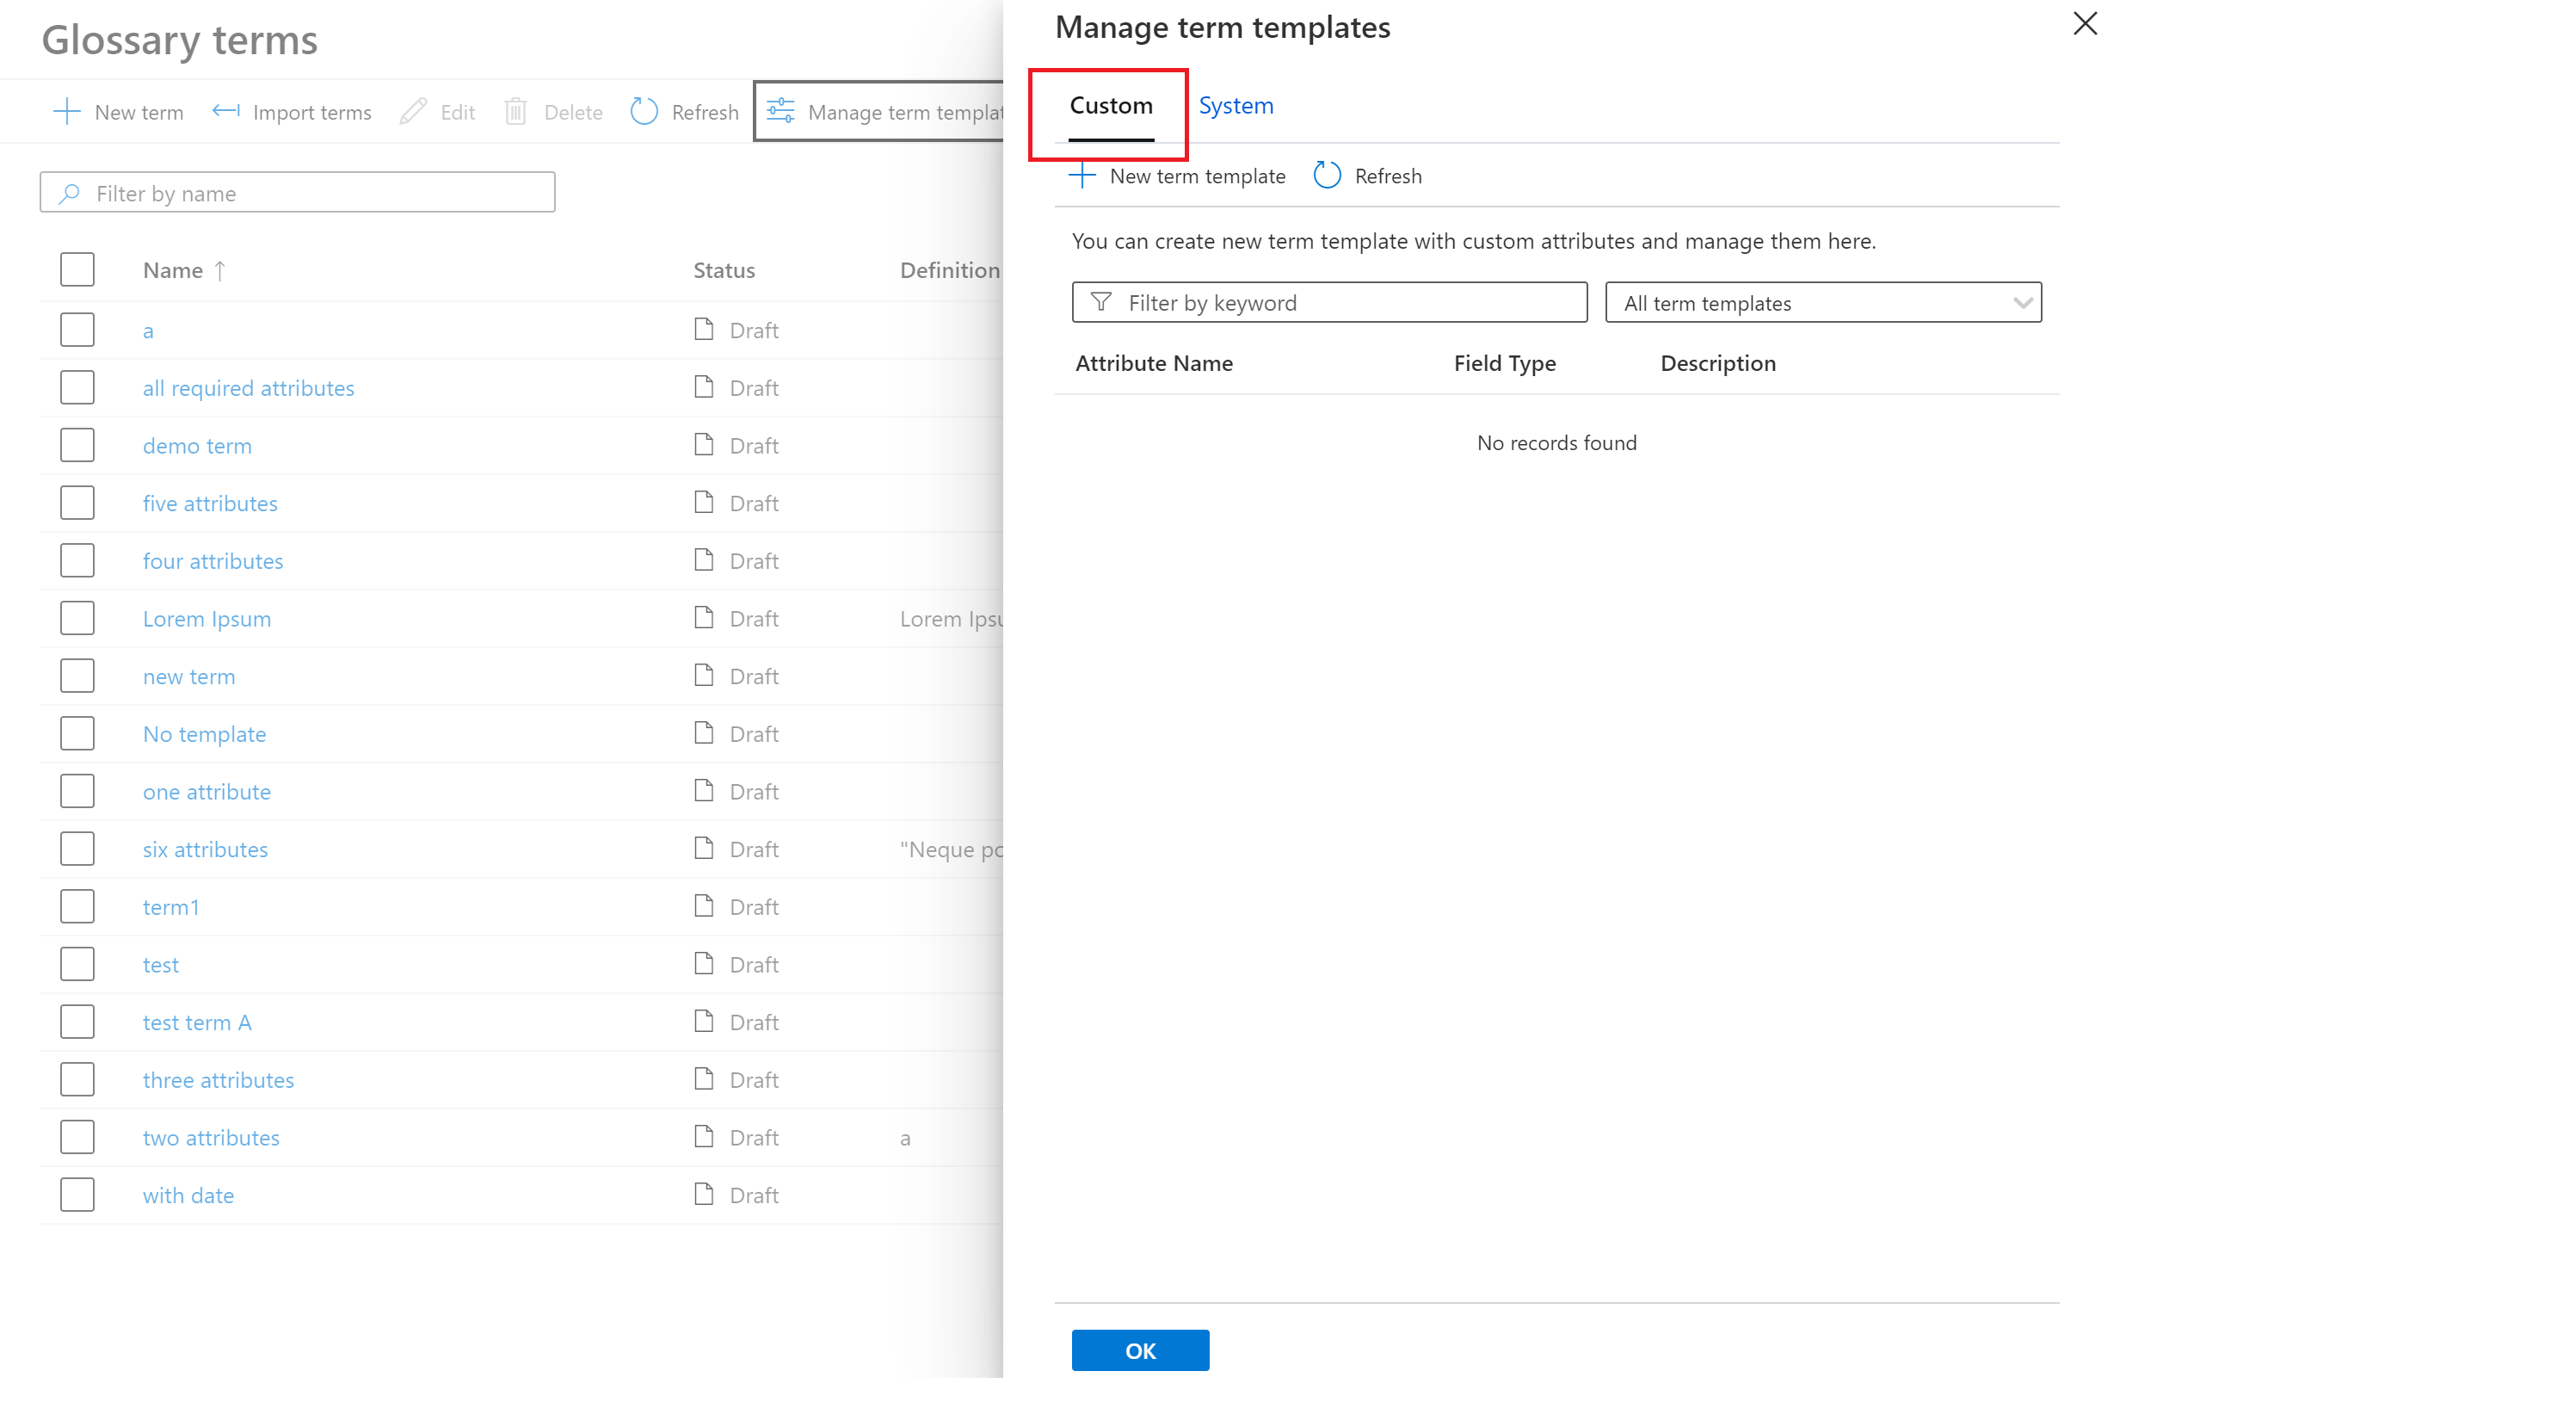 Glossary terms
New term Import terms Edit Delete Refresh Manage term templat
Filter by name
Name ↑ Status Definition
a Draft
all required attributes Draft
demo term Draft
five attributes Draft
four attributes Draft
Lorem Ipsum Draft Lorem Ipsu
new term Draft
No template Draft
one attribute Draft
six attributes Draft "Neque po
term1 Draft
test Draft
test term A Draft
three attributes Draft
two attributes Draft a
with date Draft
Manage term templates
Custom System
New term template Refresh
You can create new term template with custom attributes and manage them here.
Filter by keyword All term templates
Attribute Name Field Type Description
No records found
OK